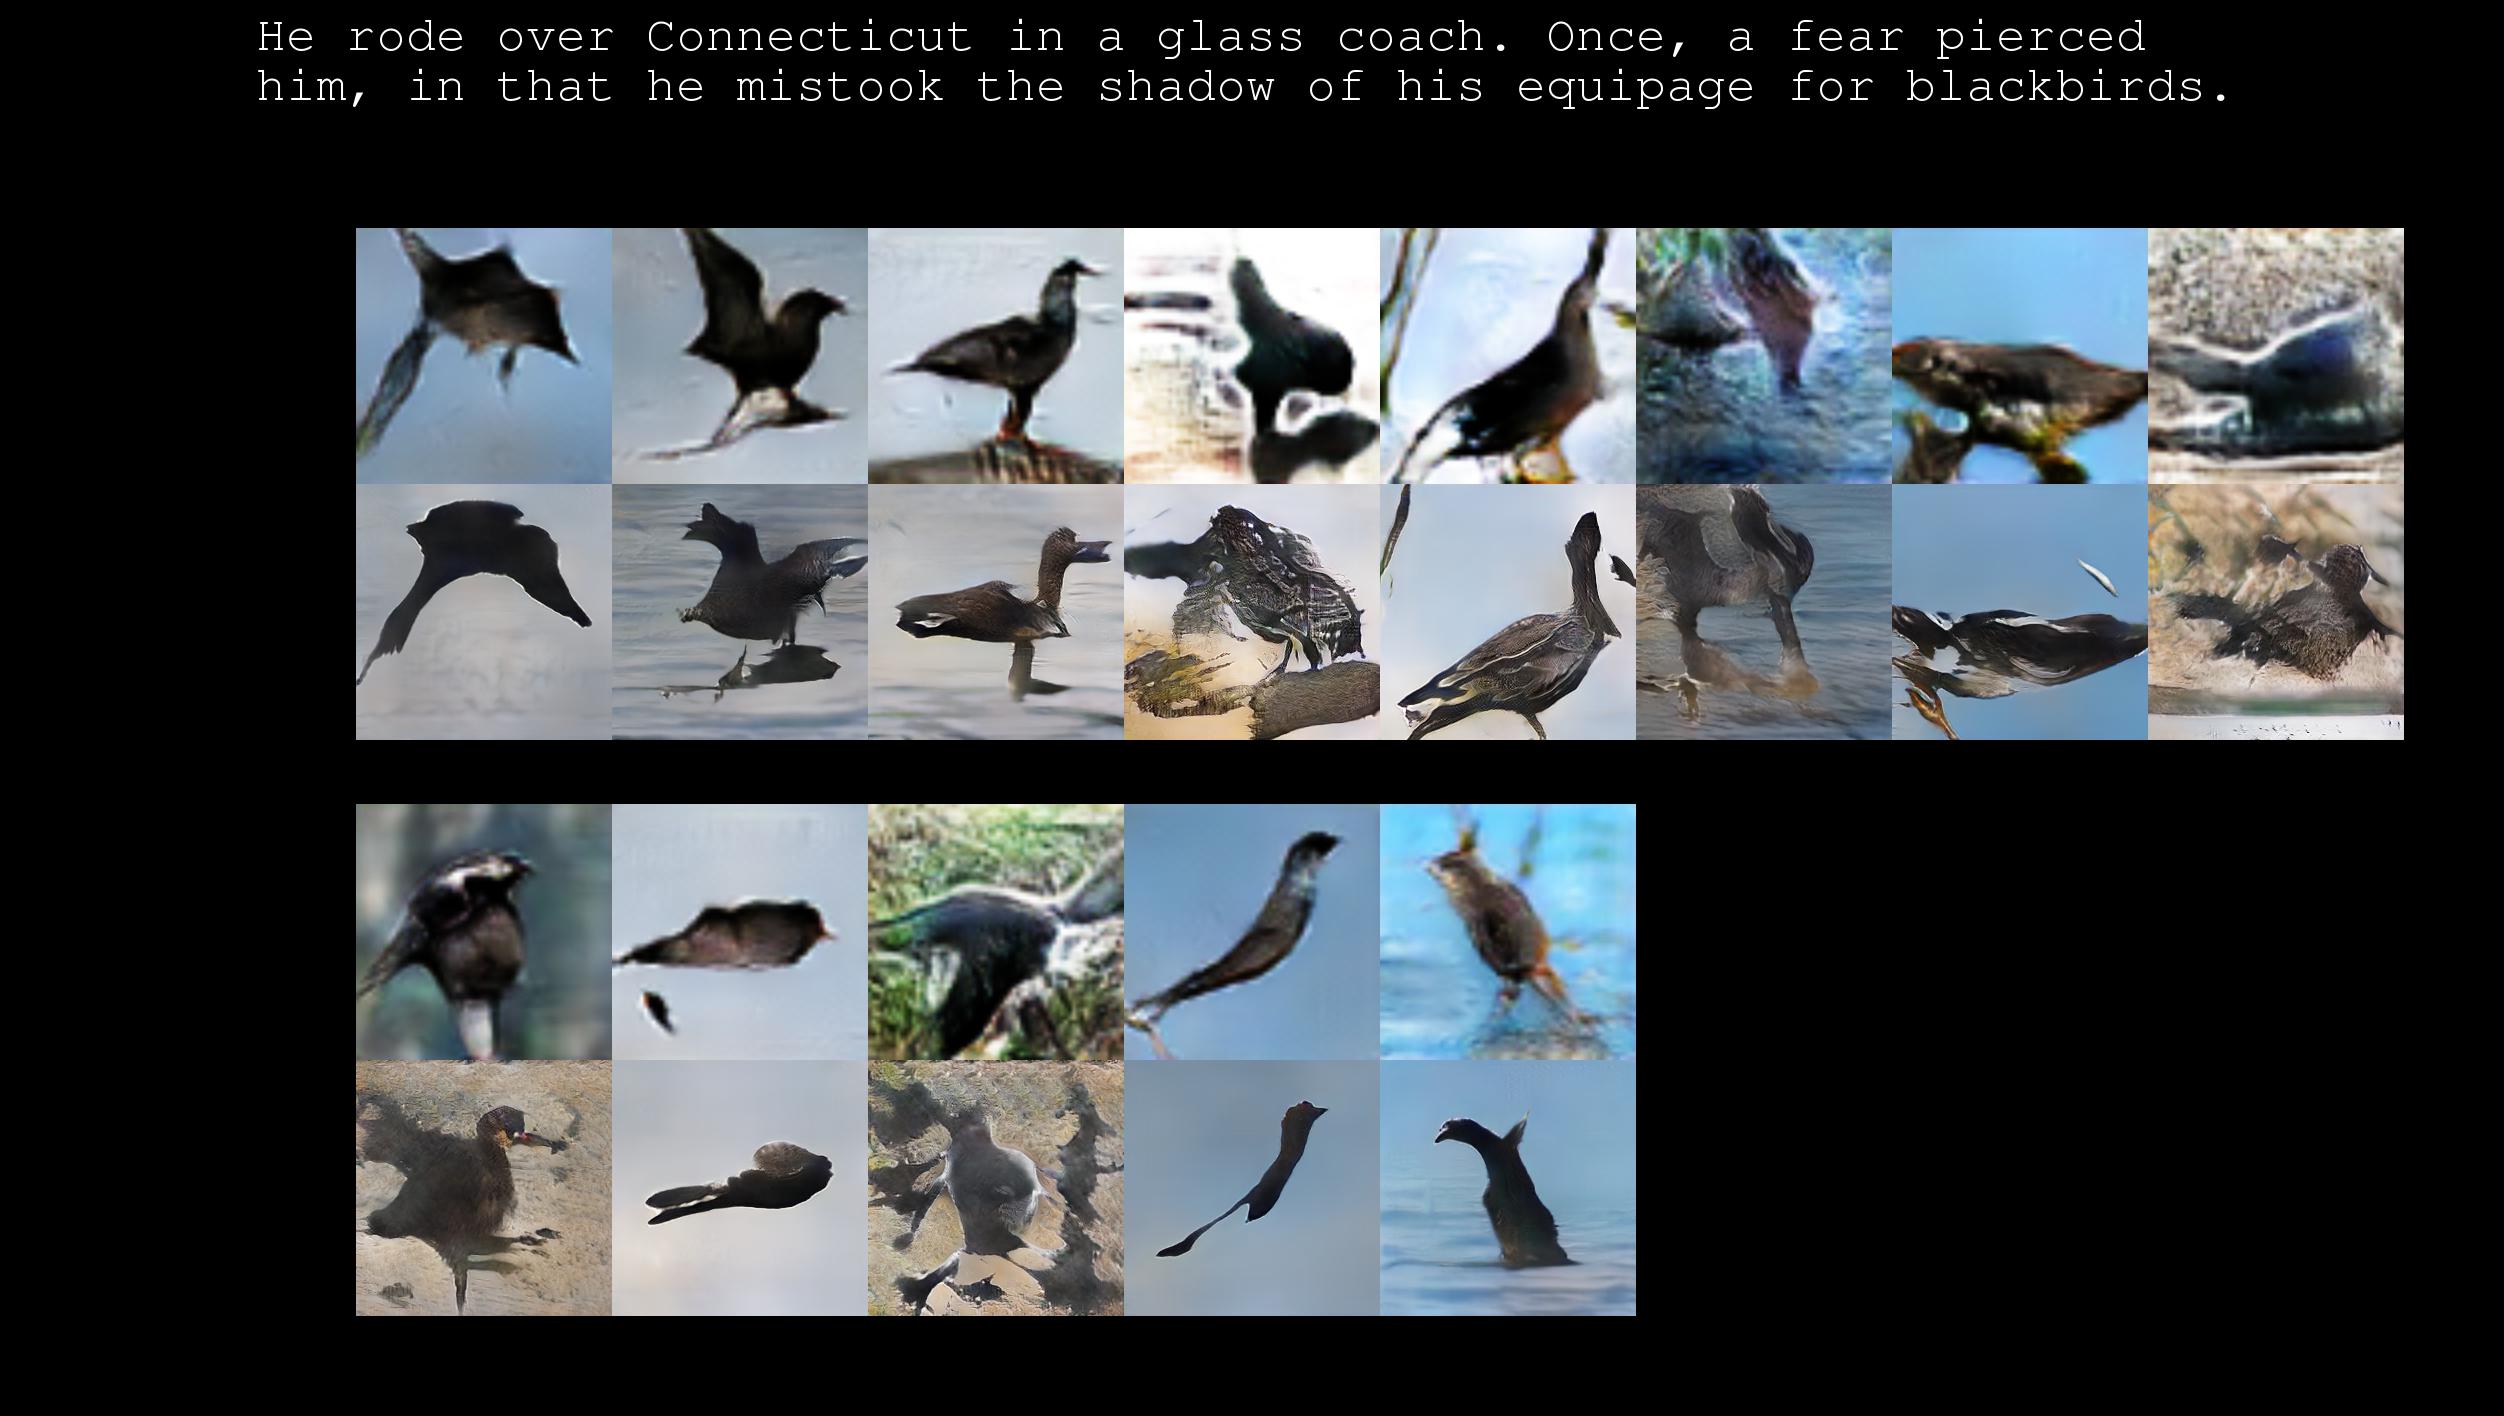 He rode over Connecticut in a glass coach. Once, a fear pierced
him, in that he mistook the shadow of his equipage for blackbirds.